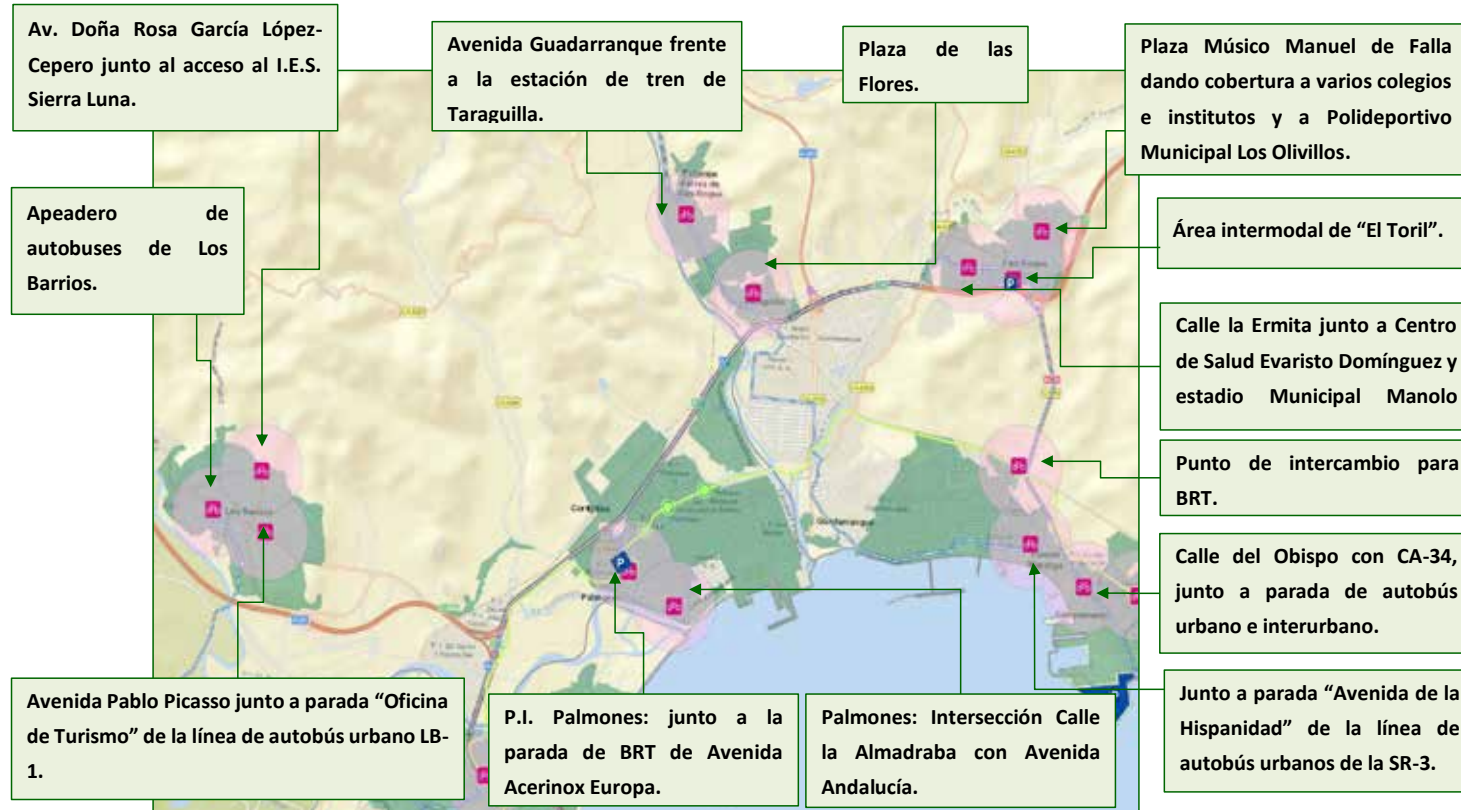 Av. Doña Rosa García López-
Cepero junto al acceso al I.E.S.
Sierra Luna.
Avenida Guadarranque frente
a la estación de tren de
Taraguilla.
Plaza de las
Flores.
Plaza Músico Manuel de Falla
dando cobertura a varios colegios
e institutos y a Polideportivo
Municipal Los Olivillos.
Apeadero de
autobuses de Los
Barrios.
Área intermodal de “El Toril”.
Calle la Ermita junto a Centro
de Salud Evaristo Domínguez y
estadio Municipal Manolo
Punto de intercambio para
BRT.
Calle del Obispo con CA-34,
junto a parada de autobús
urbano e interurbano.
Avenida Pablo Picasso junto a parada “Oficina
de Turismo” de la línea de autobús urbano LB-
1.
P.I. Palmones: junto a la
parada de BRT de Avenida
Acerinox Europa.
Palmones: Intersección Calle
la Almadraba con Avenida
Andalucía.
Junto a parada “Avenida de la
Hispanidad” de la línea de
autobús urbanos de la SR-3.
San Roque
Los Barrios
Guadarranque
P
P